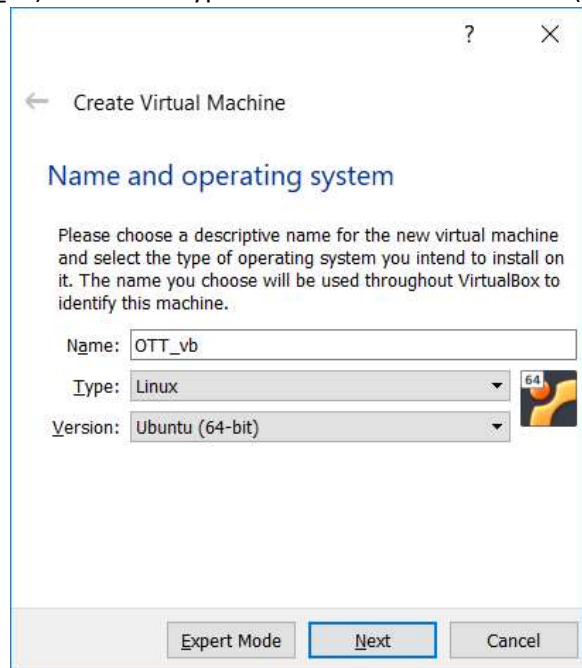 ?
Create Virtual Machine
Name and operating system
Please choose a descriptive name for the new virtual machine
and select the type of operating system you intend to install on
it. The name you choose will be used throughout VirtualBox to
identify this machine.
Name: OTT_vb
Type: Linux
64
Version: Ubuntu (64-bit)
Expert Mode Next Cancel